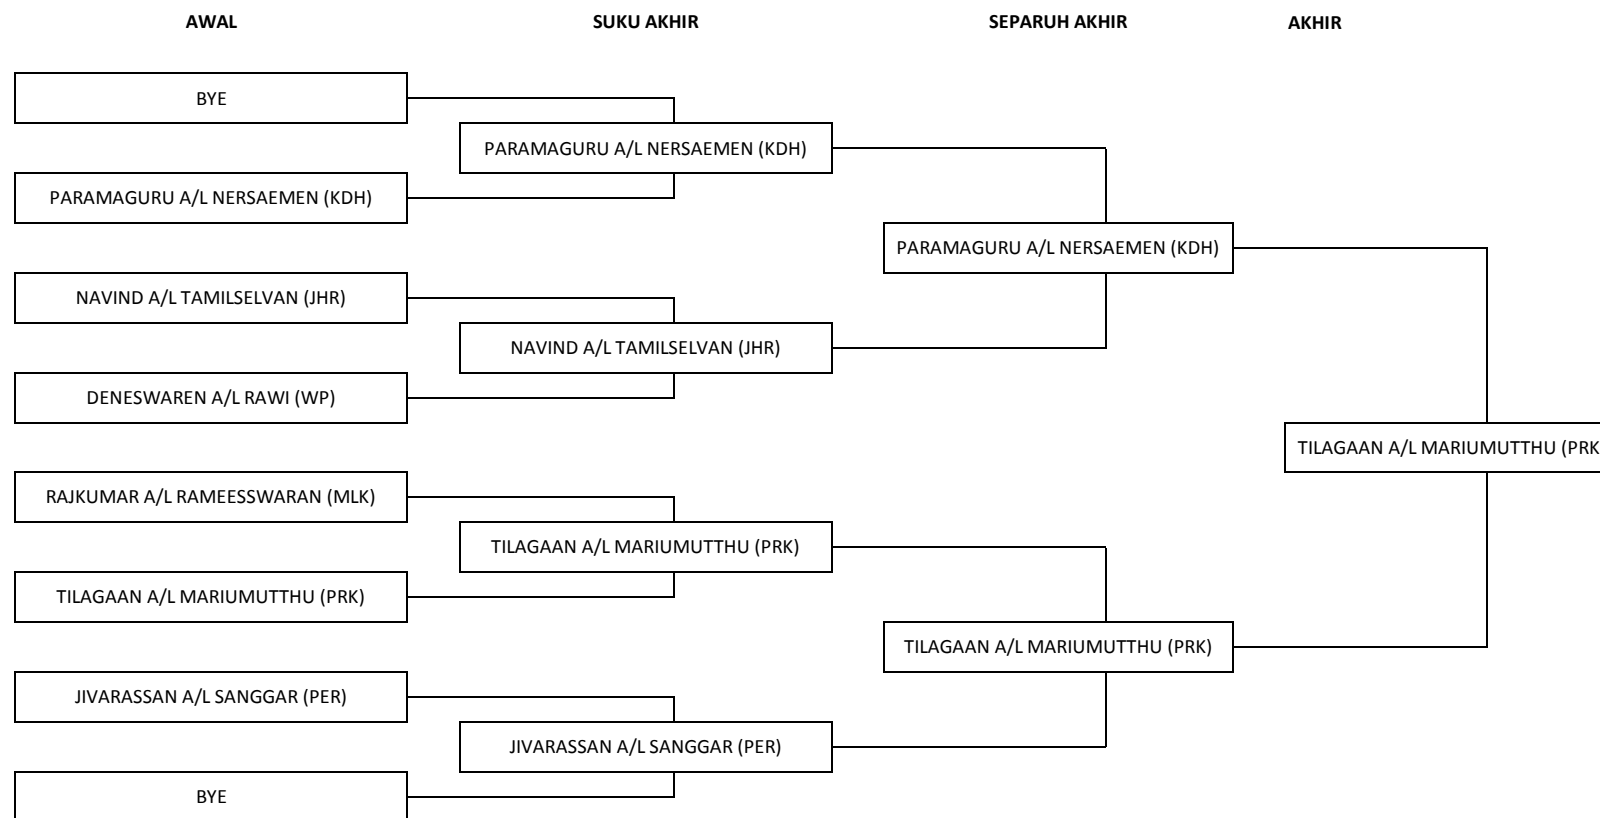 AWAL SUKU AKHIR SEPARUH AKHIR AKHIR
BYE
PARAMAGURU A/L NERSAEMEN (KDH)
PARAMAGURU A/L NERSAEMEN (KDH)
PARAMAGURU A/L NERSAEMEN (KDH)
NAVIND A/L TAMILSELVAN (JHR)
NAVIND A/L TAMILSELVAN (JHR)
DENESWAREN A/L RAWI (WP)
TILAGAAN A/L MARIUMUTTHU (PRK
RAJKUMAR A/L RAMEESSWARAN (MLK)
TILAGAAN A/L MARIUMUTTHU (PRK)
TILAGAAN A/L MARIUMUTTHU (PRK)
TILAGAAN A/L MARIUMUTTHU (PRK)
JIVARASSAN A/L SANGGAR (PER)
JIVARASSAN A/L SANGGAR (PER)
BYE